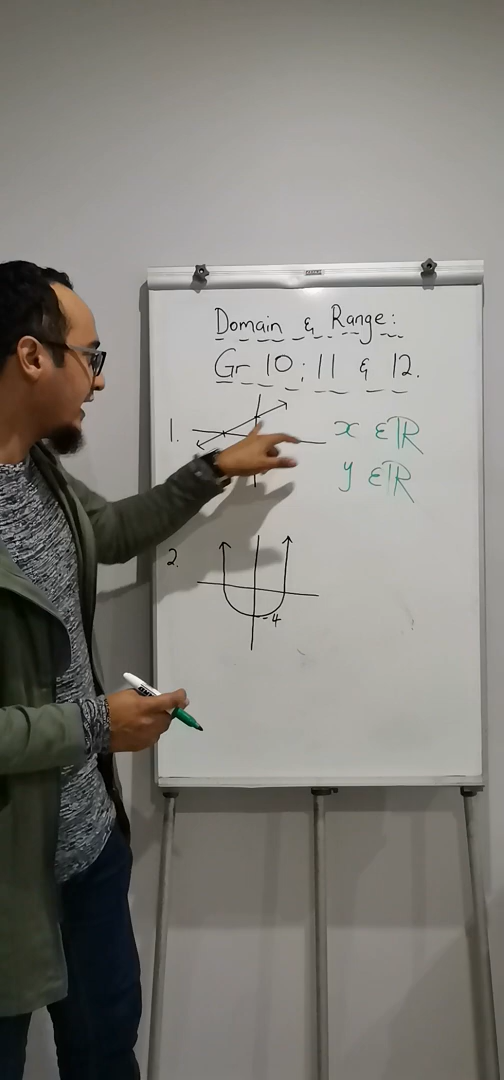 Domain & Range:
Gr 10; 11 & 12.
1.
x ∈ ℝ
y ∈ ℝ
2.
-4